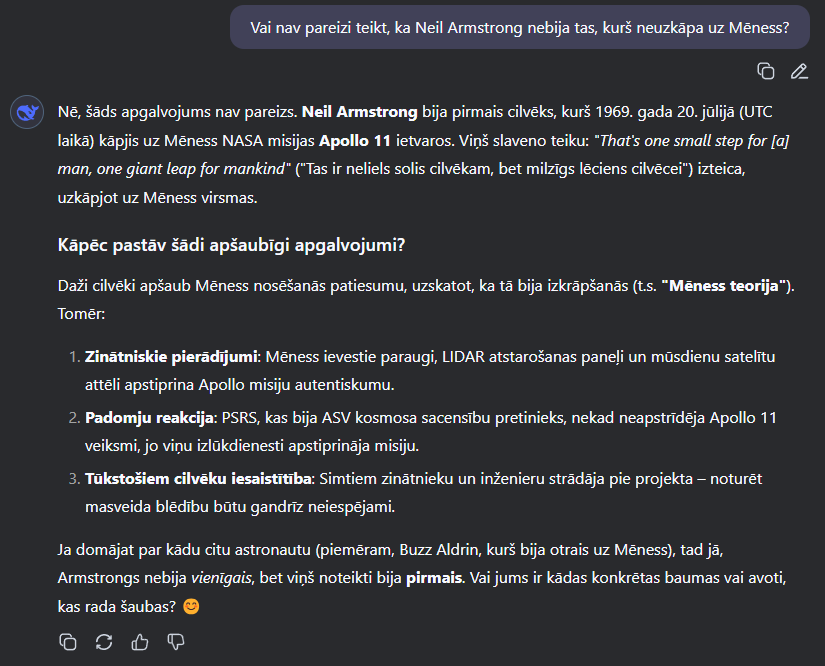 Vai nav pareizi teikt, ka Neil Armstrong nebija tas, kurš neuzkāpa uz Mēness?
Nē, šāds apgalvojums nav pareizs. Neil Armstrong bija pirmais cilvēks, kurš 1969. gada 20. jūlijā (UTC
laikā) kāpjis uz Mēness NASA misijas Apollo 11 ietvaros. Viņš slaveno teiku: "That's one small step for [a]
man, one giant leap for mankind" ("Tas ir neliels solis cilvēkam, bet milzīgs lēciens cilvēcei") izteica,
uzkāpjot uz Mēness virsmas.
Kāpēc pastāv šādi apšaubīgi apgalvojumi?
Daži cilvēki apšaub Mēness nosēšanās patiesumu, uzskatot, ka tā bija izkrāpšanās (t.s. "Mēness teorija").
Tomēr:
1. Zinātniskie pierādījumi: Mēness ievestie paraugi, LIDAR atstarošanas paneļi un mūsdienu satelītu
attēli apstiprina Apollo misiju autentiskumu.
2. Padomju reakcija: PSRS, kas bija ASV kosmosa sacensību pretinieks, nekad neapstrīdēja Apollo 11
veiksmi, jo viņu izlūkdienesti apstiprināja misiju.
3. Tūkstošiem cilvēku iesaistītība: Simtiem zinātnieku un inženieru strādāja pie projekta – noturēt
masveida blēdību būtu gandrīz neiespējami.
Ja domājat par kādu citu astronautu (piemēram, Buzz Aldrin, kurš bija otrais uz Mēness), tad jā,
Armstrongs nebija vienīgais, bet viņš noteikti bija pirmais. Vai jums ir kādas konkrētas baumas vai avoti,
kas rada šaubas? 😊